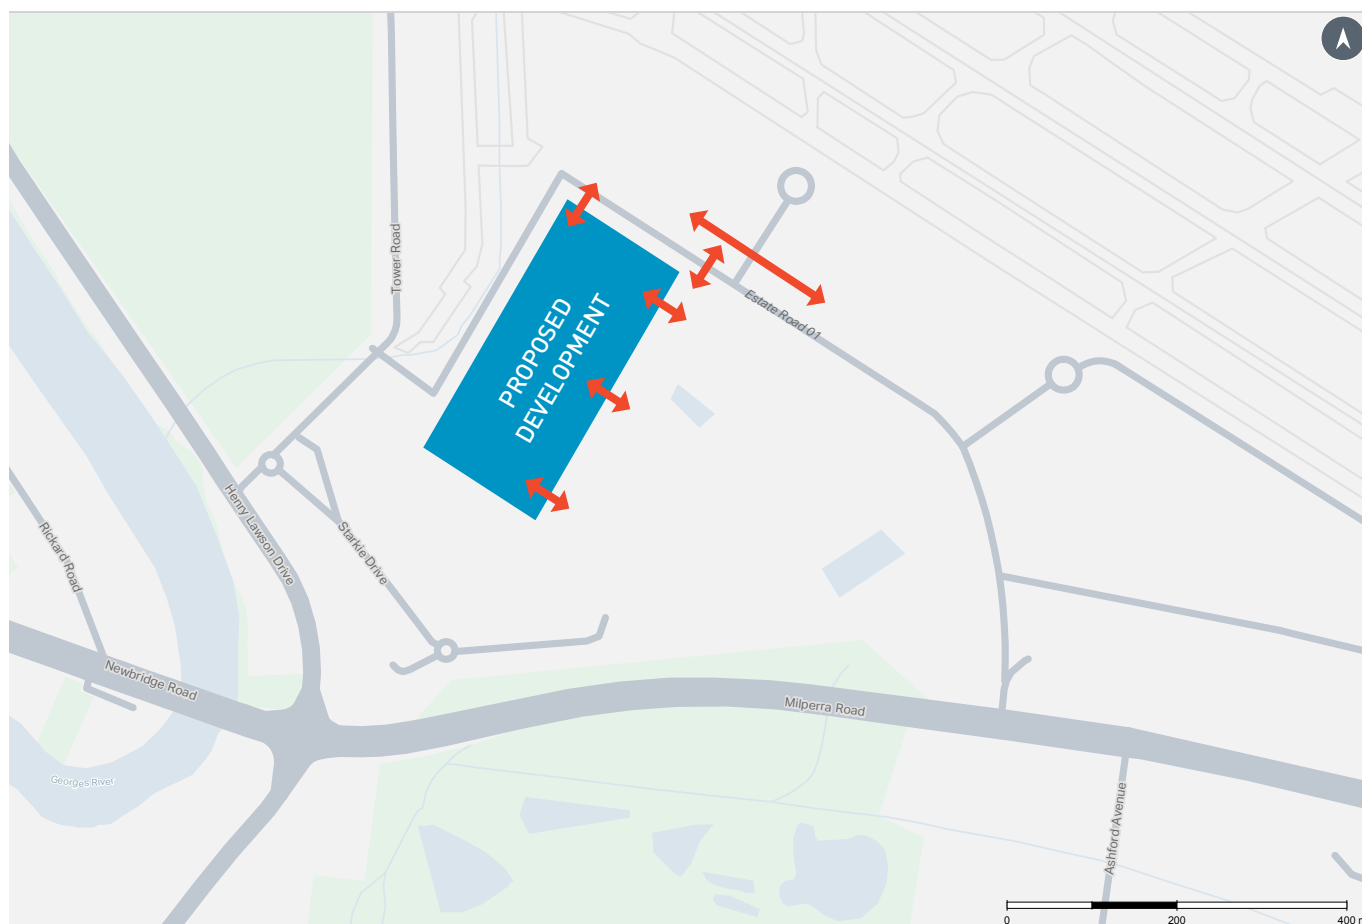 Tower Road
PROPOSED
DEVELOPMENT
Estate Road 01
Henry Lawson Drive
Starkie Drive
Rickard Road
Newbridge Road
Milperra Road
Georges River
Ashford Avenue
0
200
400 m